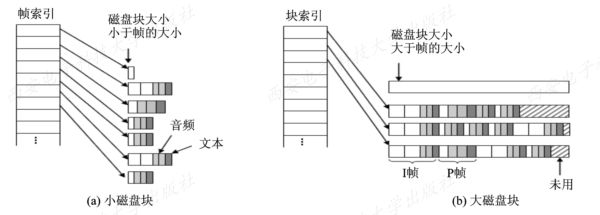 帧索引
磁盘块大小
小于帧的大小
音频
文本
(a) 小磁盘块
块索引
磁盘块大小
大于帧的大小
I帧
P帧
未用
(b) 大磁盘块